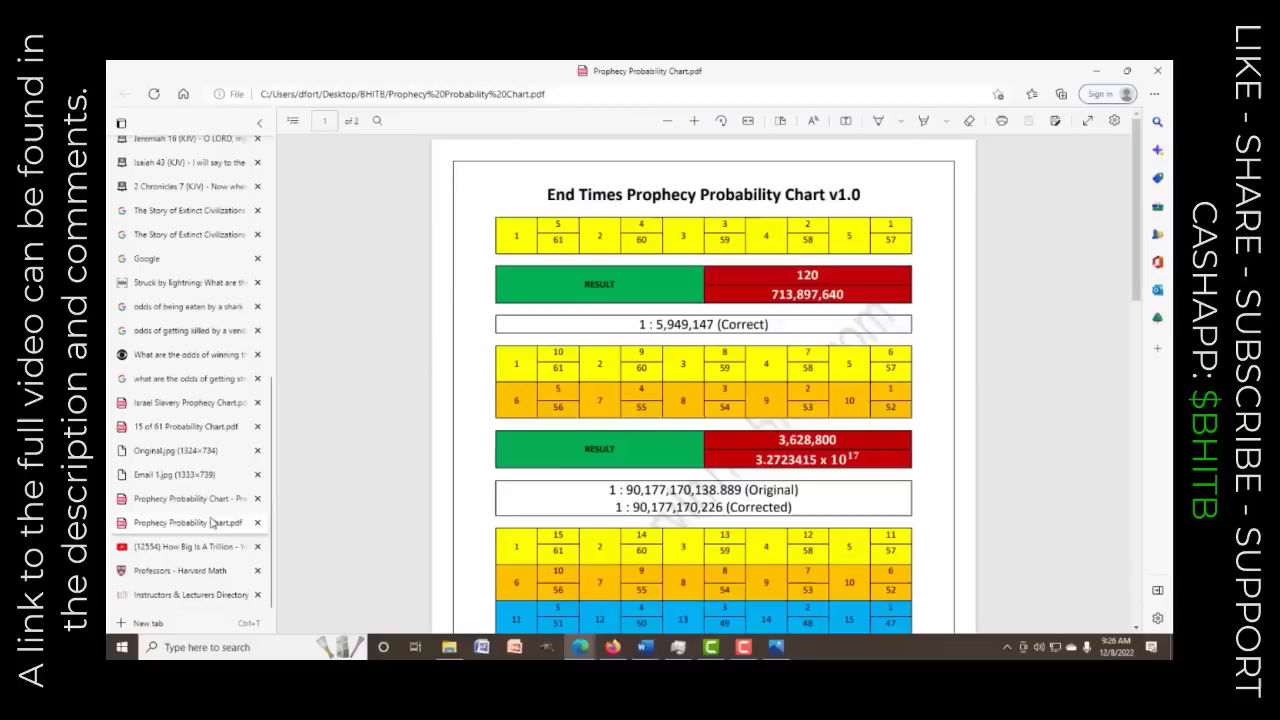 A link to the full video can be found in
the description and comments.
Prophecy Probability Chart.pdf
File
C:/Users/dfort/Desktop/BHITB/Prophecy%20Probability%20Chart.pdf
Sign in
1 of 2
Jeremiah 16 (KJV) - O LORD, my
Isaiah 43 (KJV) - I will say to the
2 Chronicles 7 (KJV) - Now whe
The Story of Extinct Civilizations
The Story of Extinct Civilizations
Google
Struck by lightning: What are the
odds of being eaten by a shark
odds of getting killed by a vend
What are the odds of winning t
what are the odds of getting st
Israel Slavery Prophecy Chart.pd
15 of 61 Probability Chart.pdf
Original.jpg (1324×734)
Email 1.jpg (1333×739)
Prophecy Probability Chart - Pre
Prophecy Probability Chart.pdf
(12554) How Big Is A Trillion - Y
Professors - Harvard Math
Instructors & Lecturers Directory
New tab Ctrl+T
End Times Prophecy Probability Chart v1.0
1 5/61 2 4/60 3 3/59 4 2/58 5 1/57
RESULT 120
713,897,640
1 : 5,949,147 (Correct)
1 10/61 2 9/60 3 8/59 4 7/58 5 6/57
6 5/56 7 4/55 8 3/54 9 2/53 10 1/52
RESULT 3,628,800
3.2723415 x 10^17
1 : 90,177,170,138.889 (Original)
1 : 90,177,170,226 (Corrected)
1 15/61 2 14/60 3 13/59 4 12/58 5 11/57
6 10/56 7 9/55 8 8/54 9 7/53 10 6/52
11 5/51 12 4/50 13 3/49 14 2/48 15 1/47
Type here to search
9:26 AM
12/8/2022
LIKE - SHARE - SUBSCRIBE - SUPPORT
CASHAPP: $BHITB